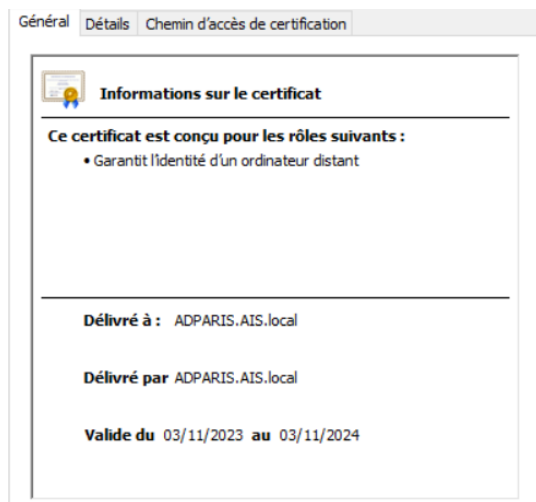 Général Détails Chemin d'accès de certification
Informations sur le certificat
Ce certificat est conçu pour les rôles suivants :
• Garantit l'identité d'un ordinateur distant
Délivré à : ADPARIS.AIS.local
Délivré par ADPARIS.AIS.local
Valide du 03/11/2023 au 03/11/2024